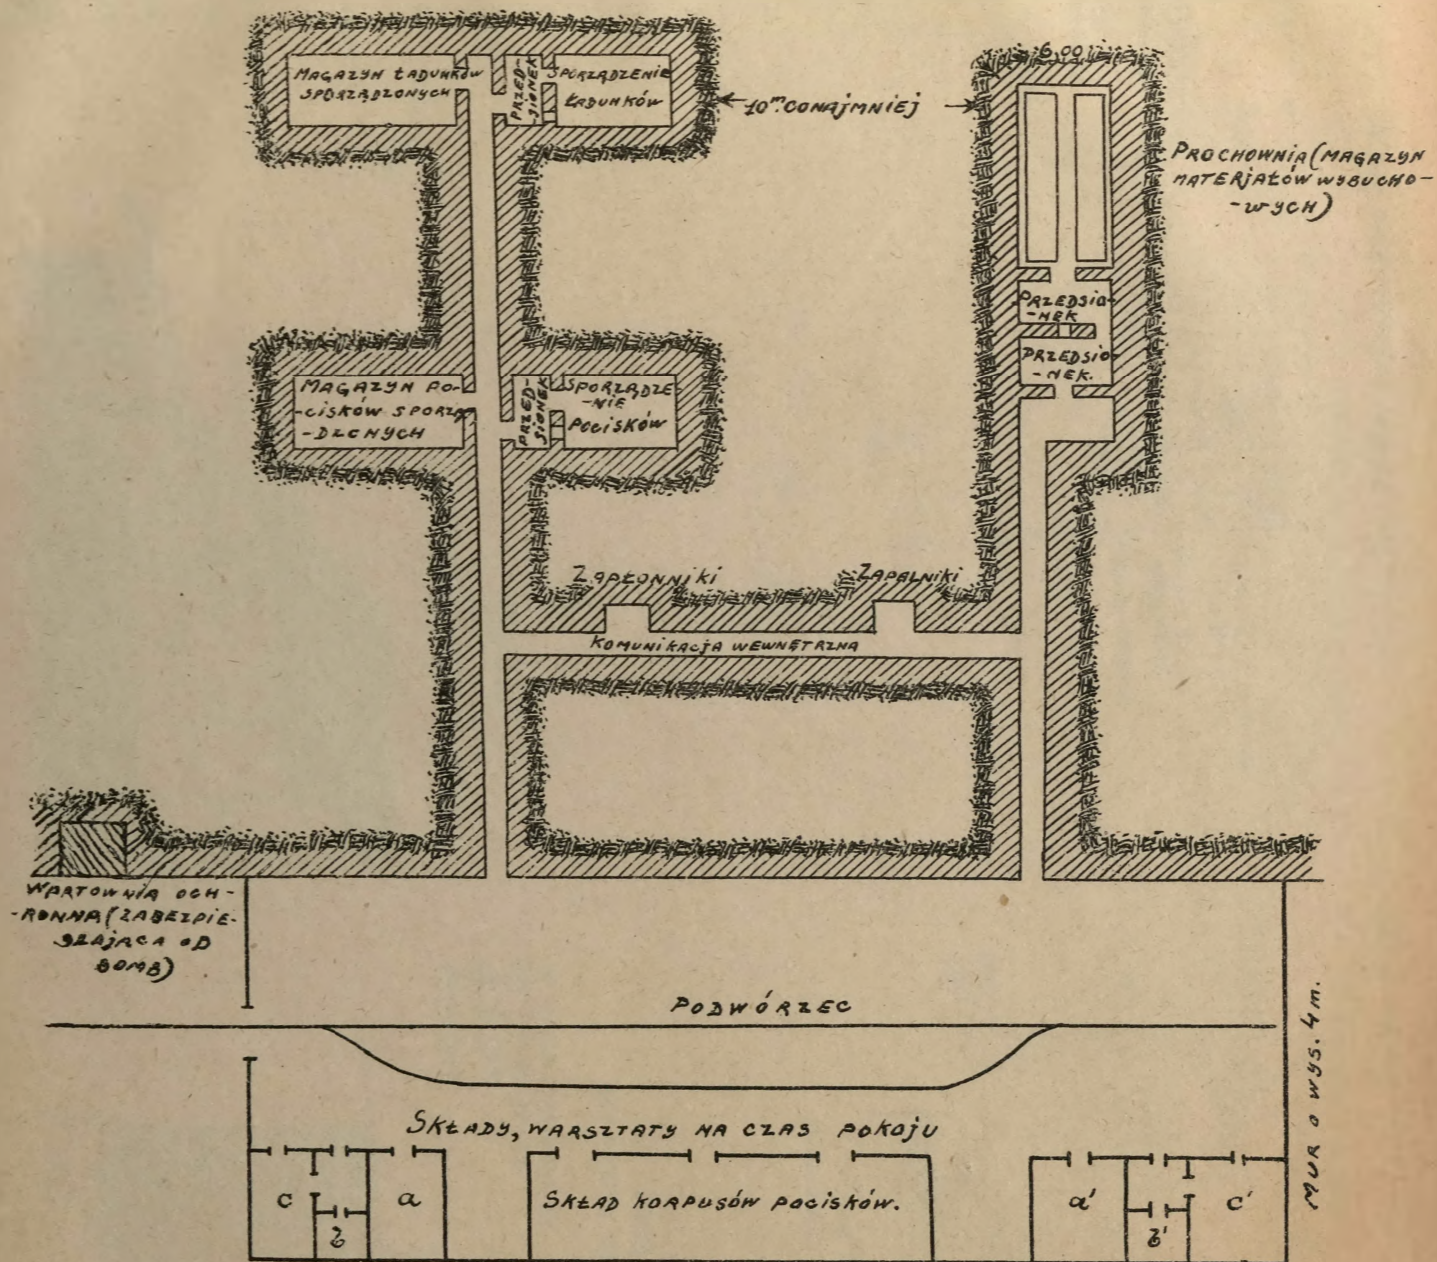 MAGAZYN ŁADUNKÓW
SPORZĄDZONYCH
PRZED-
SIONEK
SPORZĄDZENIE
ŁADUNKÓW
10m. CONAJMNIEJ
6,00
PROCHOWNIA (MAGAZYN
MATERJAŁÓW WYBUCHO-
-WYCH)
PRZEDSIO-
-NEK
PRZEDSIO-
-NEK.
MAGAZYN PO-
-CISKÓW SPORZĄ
-DZONYCH
PRZED-
SIONEK
SPORZĄDZE-
-NIE
POCISKÓW
ZAPŁONNIKI
ZAPALNIKI
KOMUNIKACJA WEWNĘTRZNA
WARTOWNIA OCH-
-RONNA (ZABEZPIE-
CZAJĄCA OD
BOMB)
PODWÓRZEC
MUR O WYS. 4 m.
SKŁADY, WARSZTATY NA CZAS POKOJU
c
b
a
SKŁAD KORPUSÓW POCISKÓW.
a'
b'
c'